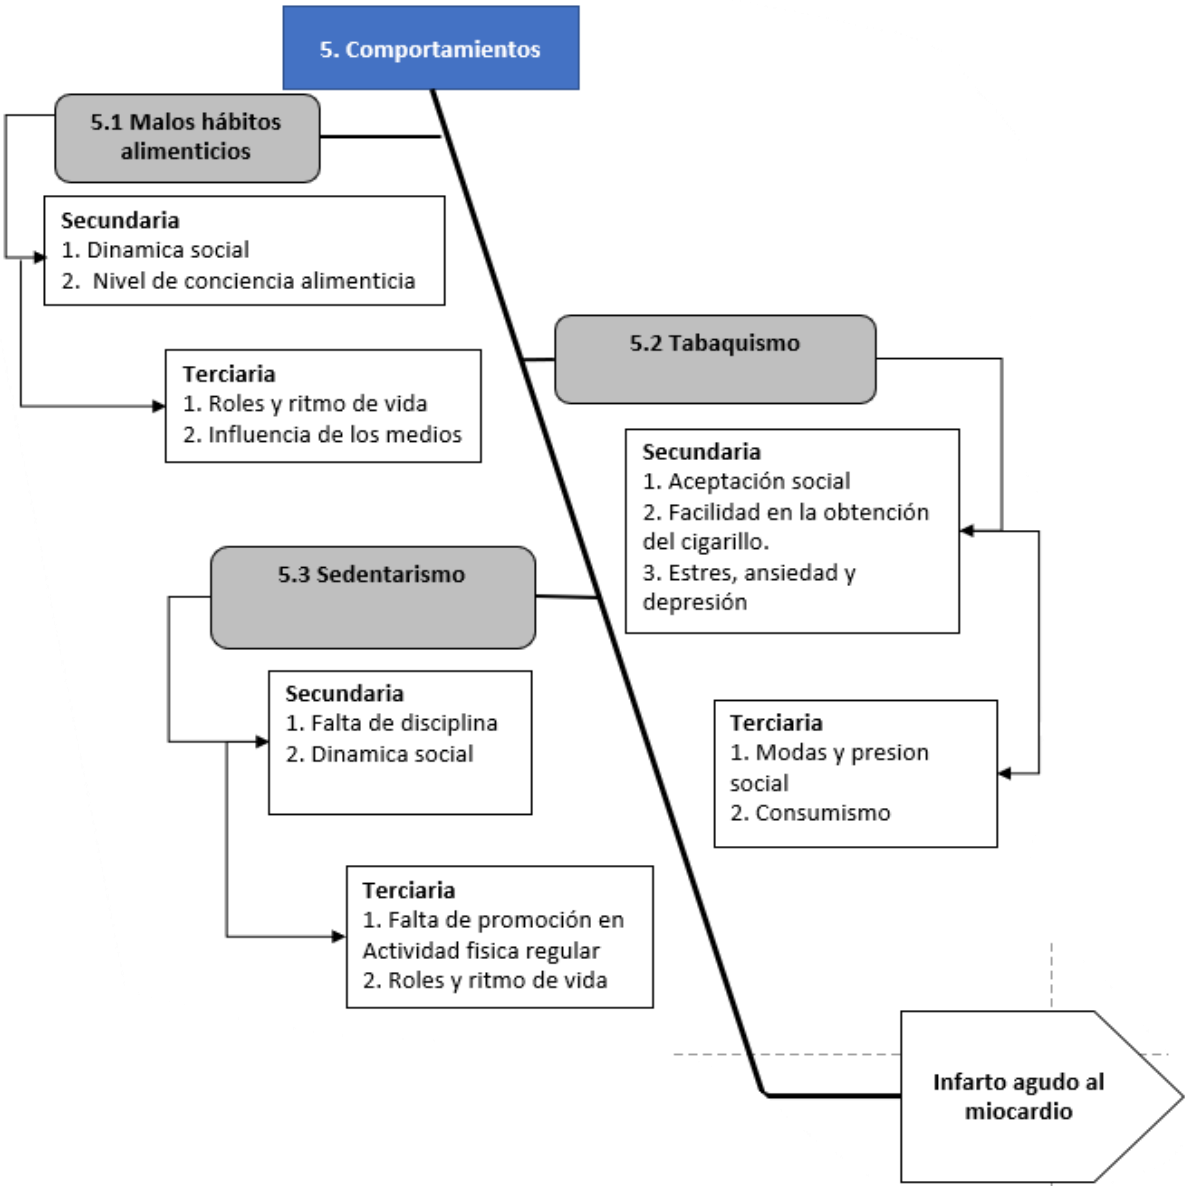 5. Comportamientos
5.1 Malos hábitos
alimenticios
Secundaria
1. Dinamica social
2. Nivel de conciencia alimenticia
Terciaria
1. Roles y ritmo de vida
2. Influencia de los medios
5.2 Tabaquismo
Secundaria
1. Aceptación social
2. Facilidad en la obtención
del cigarillo.
3. Estres, ansiedad y
depresión
Terciaria
1. Modas y presion
social
2. Consumismo
5.3 Sedentarismo
Secundaria
1. Falta de disciplina
2. Dinamica social
Terciaria
1. Falta de promoción en
Actividad fisica regular
2. Roles y ritmo de vida
Infarto agudo al
miocardio